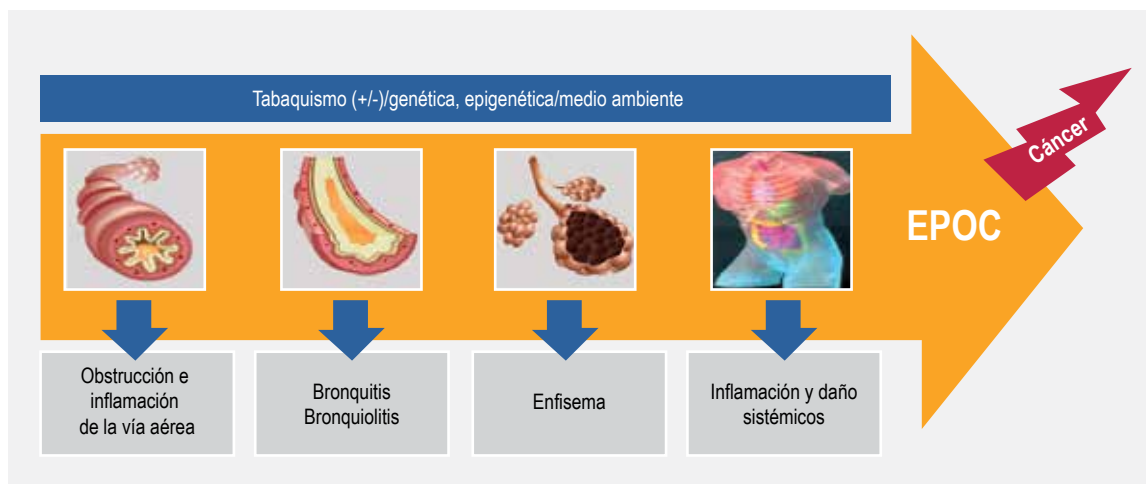 Tabaquismo (+/-)/genética, epigenética/medio ambiente
Cáncer
EPOC
Obstrucción e
inflamación
de la vía aérea
Bronquitis
Bronquiolitis
Enfisema
Inflamación y daño
sistémicos